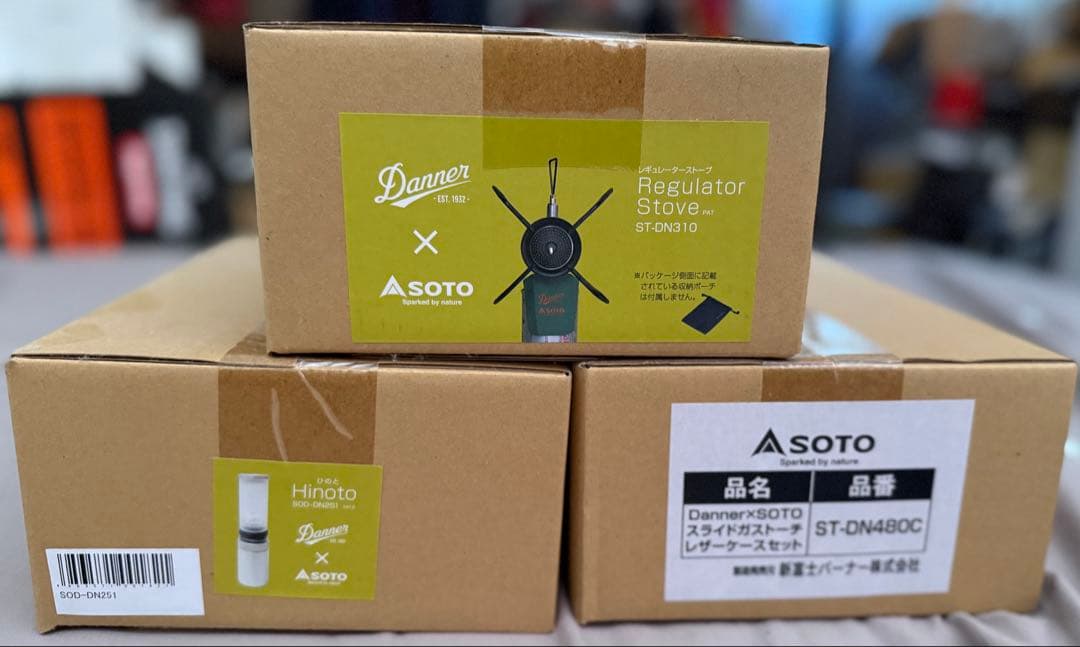 Danner
- EST. 1932 -
×
SOTO
Sparked by nature
レギュレーターストーブ
Regulator
Stove PAT
ST-DN310
※パッケージ側面に記載
されている収納ポーチ
は付属しません。
Danner
SOTO
ひのと
Hinoto
SOD-DN251
Danner
×
SOTO
SOD-DN251
SOTO
Sparked by nature
品名 品番
Danner×SOTO
スライドガストーチ
レザーケースセット
ST-DN480C
製造発売元 新富士バーナー株式会社